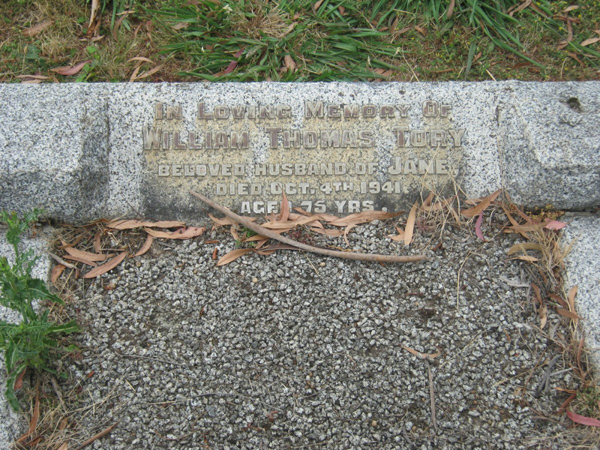 In Loving Memory Of
William Thomas Tory
Beloved Husband of Jane
Died Oct. 4th 1941.
Aged 75 Yrs.